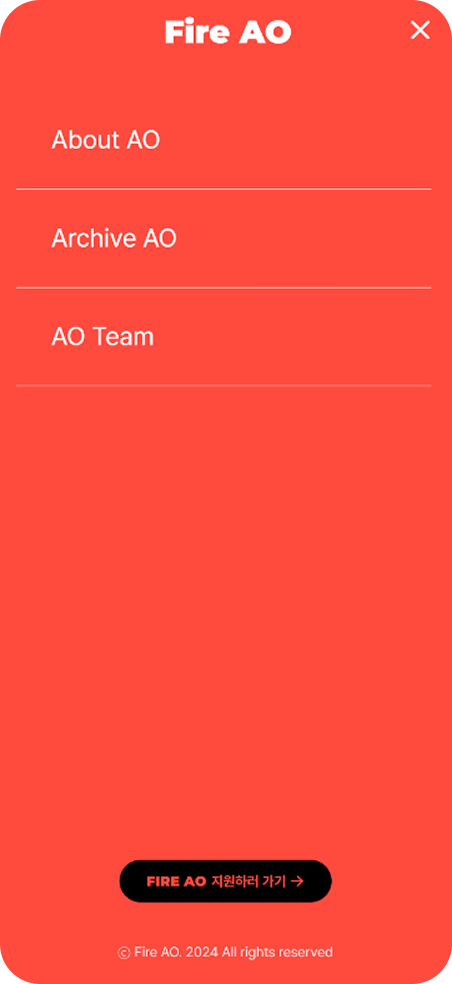 Fire AO
About AO
Archive AO
AO Team
FIRE AO 지원하러 가기 →
ⓒ Fire AO. 2024 All rights reserved